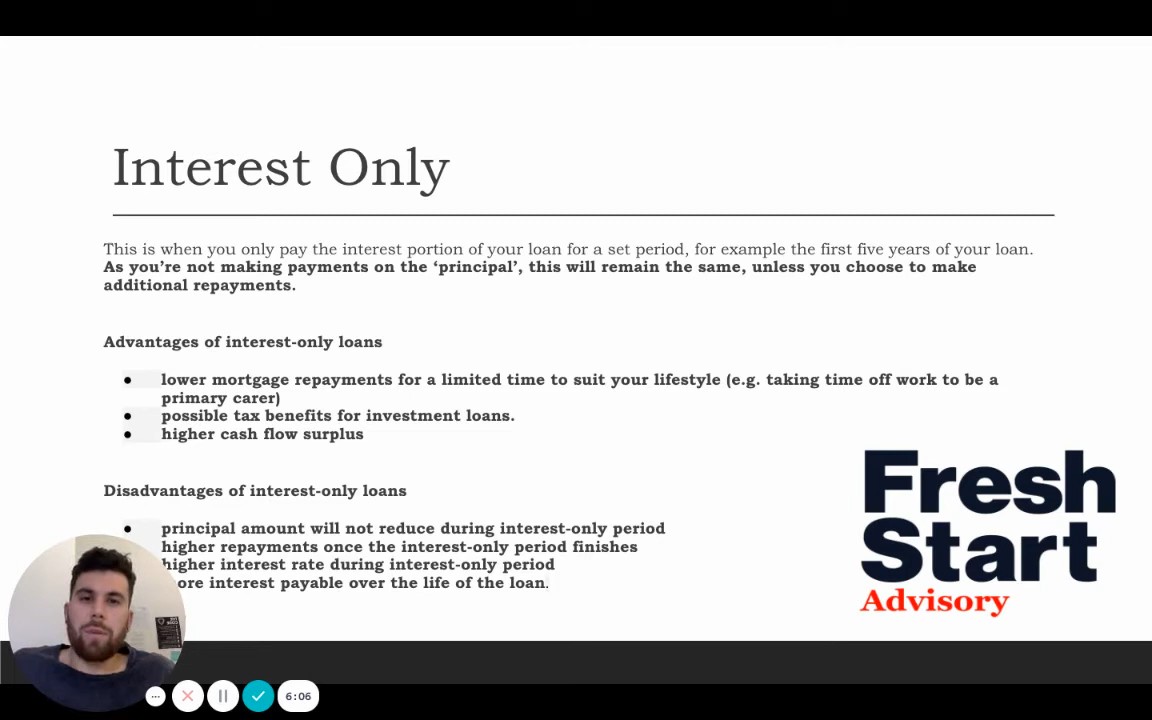 Interest Only
This is when you only pay the interest portion of your loan for a set period, for example the first five years of your loan.
As you’re not making payments on the ‘principal’, this will remain the same, unless you choose to make
additional repayments.
Advantages of interest-only loans
● lower mortgage repayments for a limited time to suit your lifestyle (e.g. taking time off work to be a
primary carer)
● possible tax benefits for investment loans.
● higher cash flow surplus
Disadvantages of interest-only loans
● principal amount will not reduce during interest-only period
higher repayments once the interest-only period finishes
higher interest rate during interest-only period
ore interest payable over the life of the loan.
Fresh
Start
Advisory
6:06